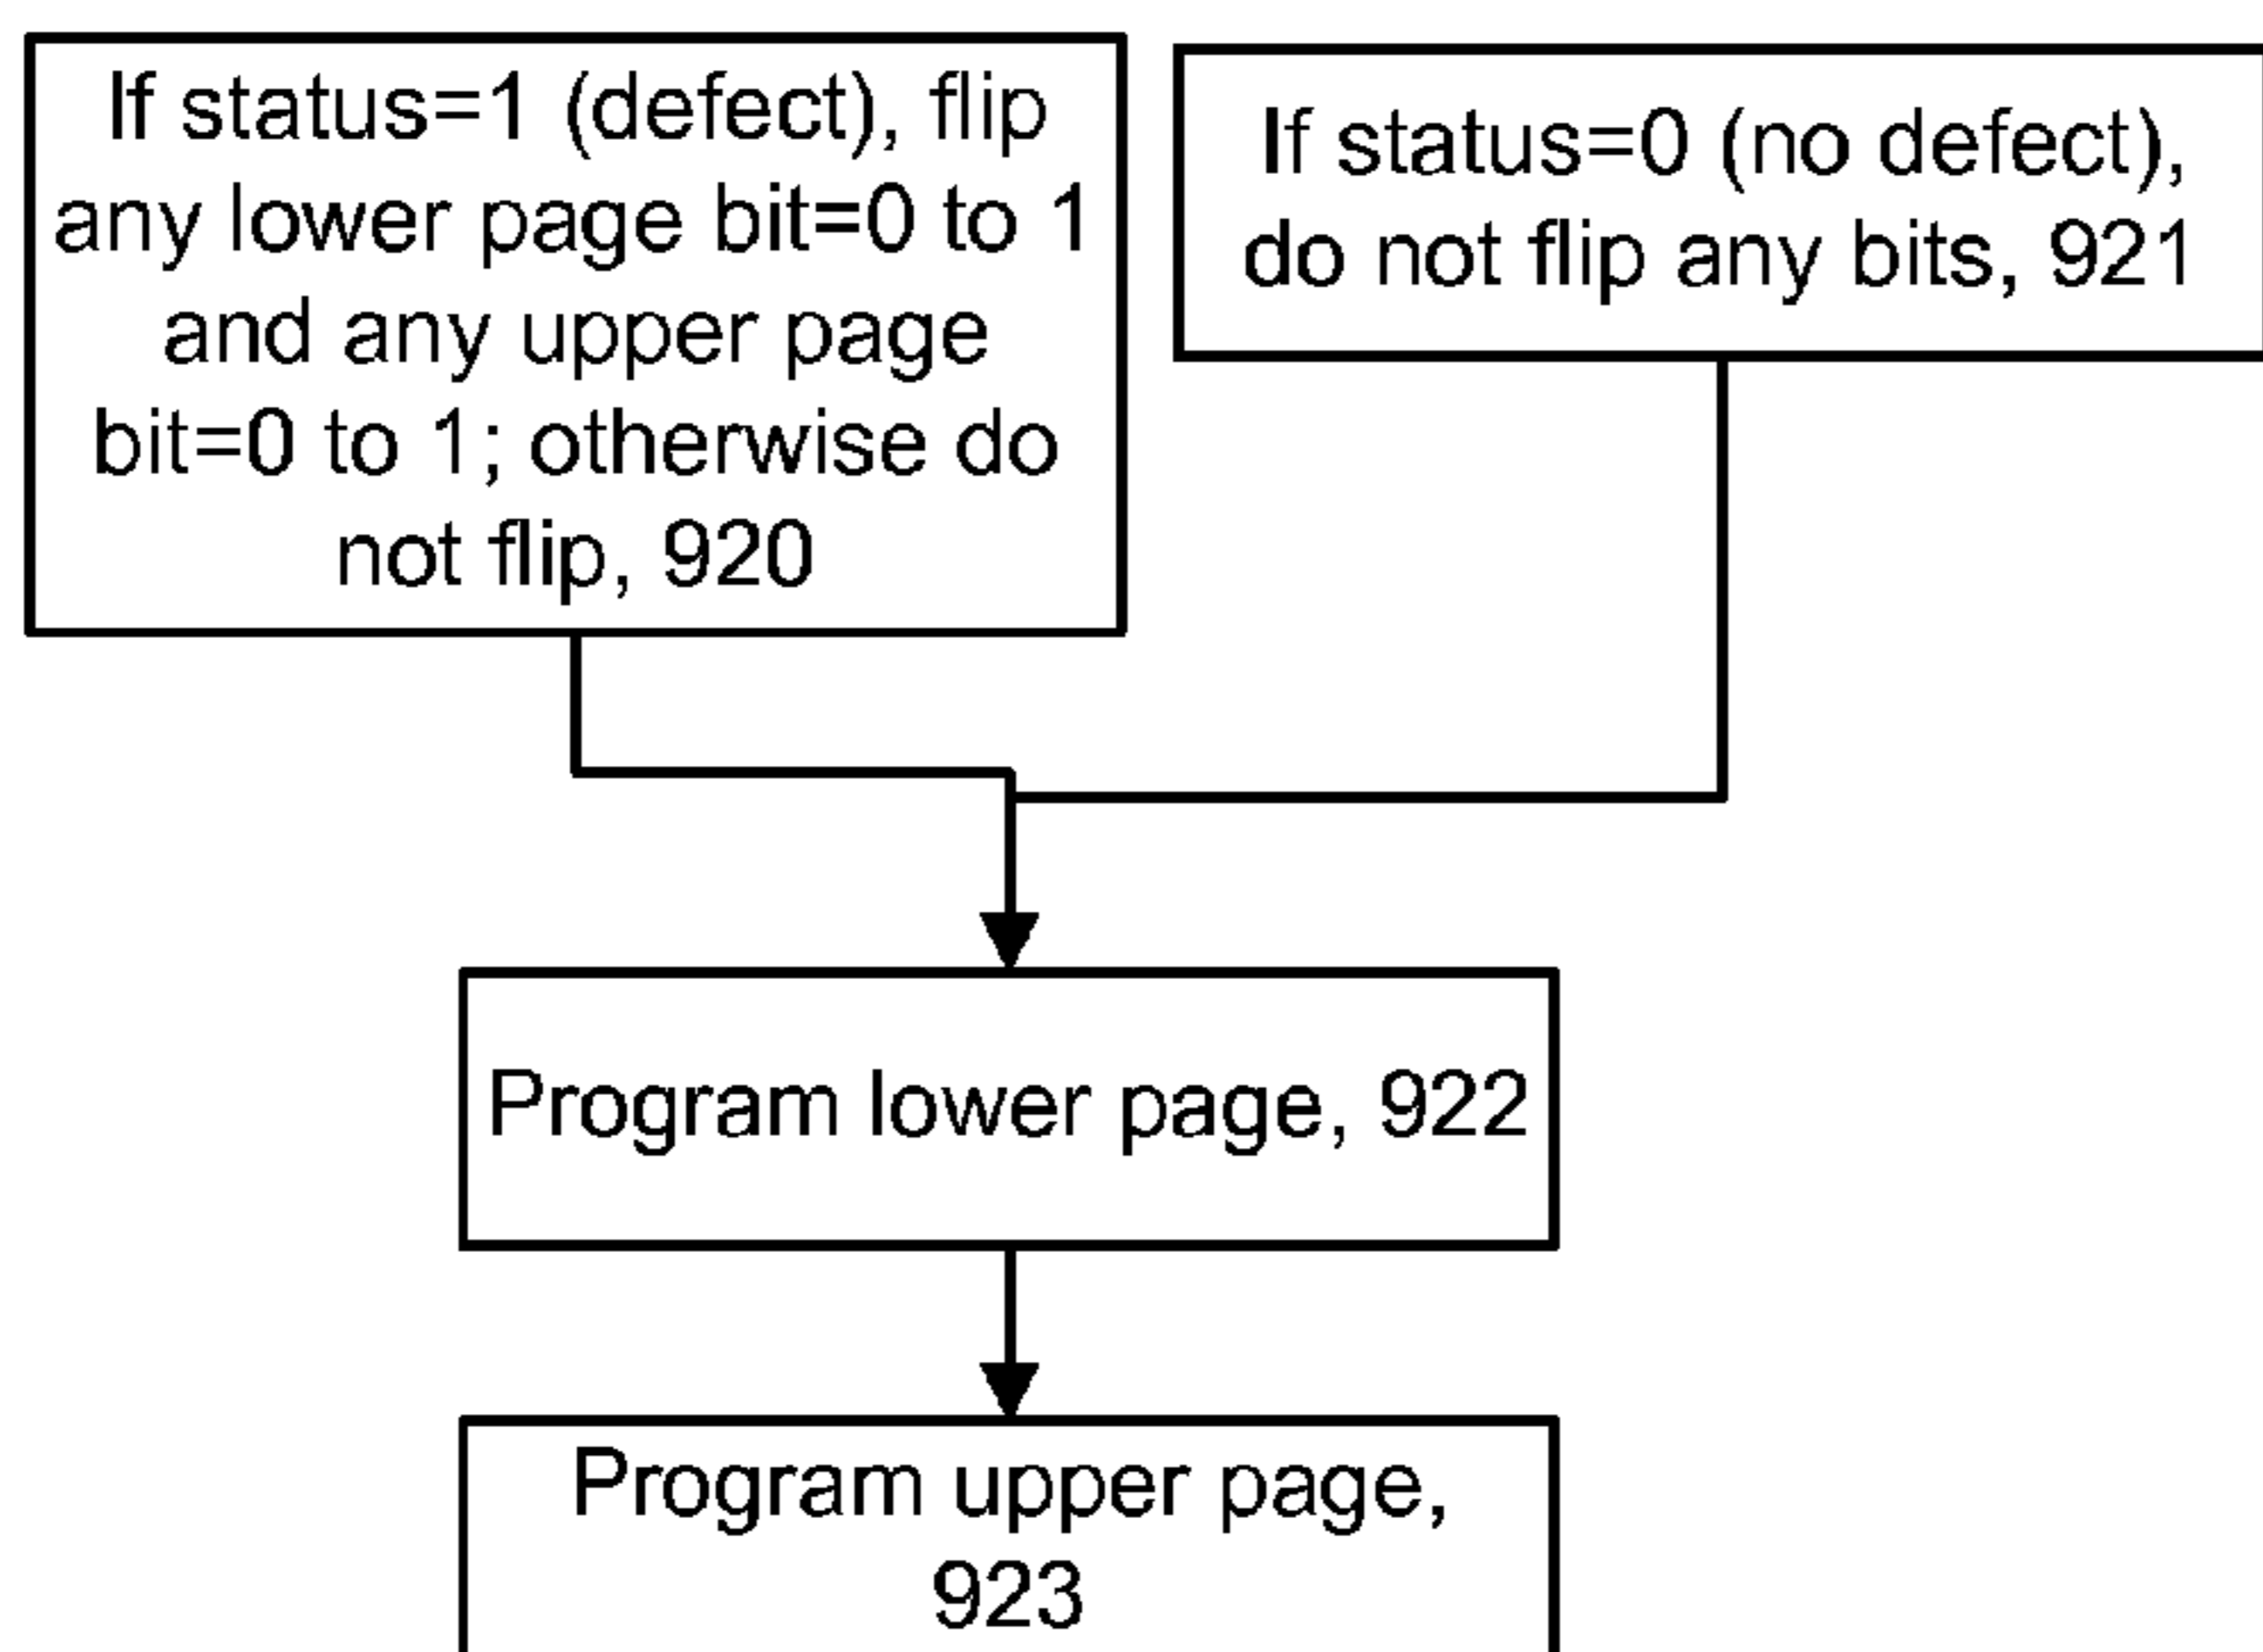 If status=1 (defect), flip
any lower page bit=0 to 1
and any upper page
bit=0 to 1; otherwise do
not flip, 920
If status=0 (no defect),
do not flip any bits, 921
Program lower page, 922
Program upper page,
923